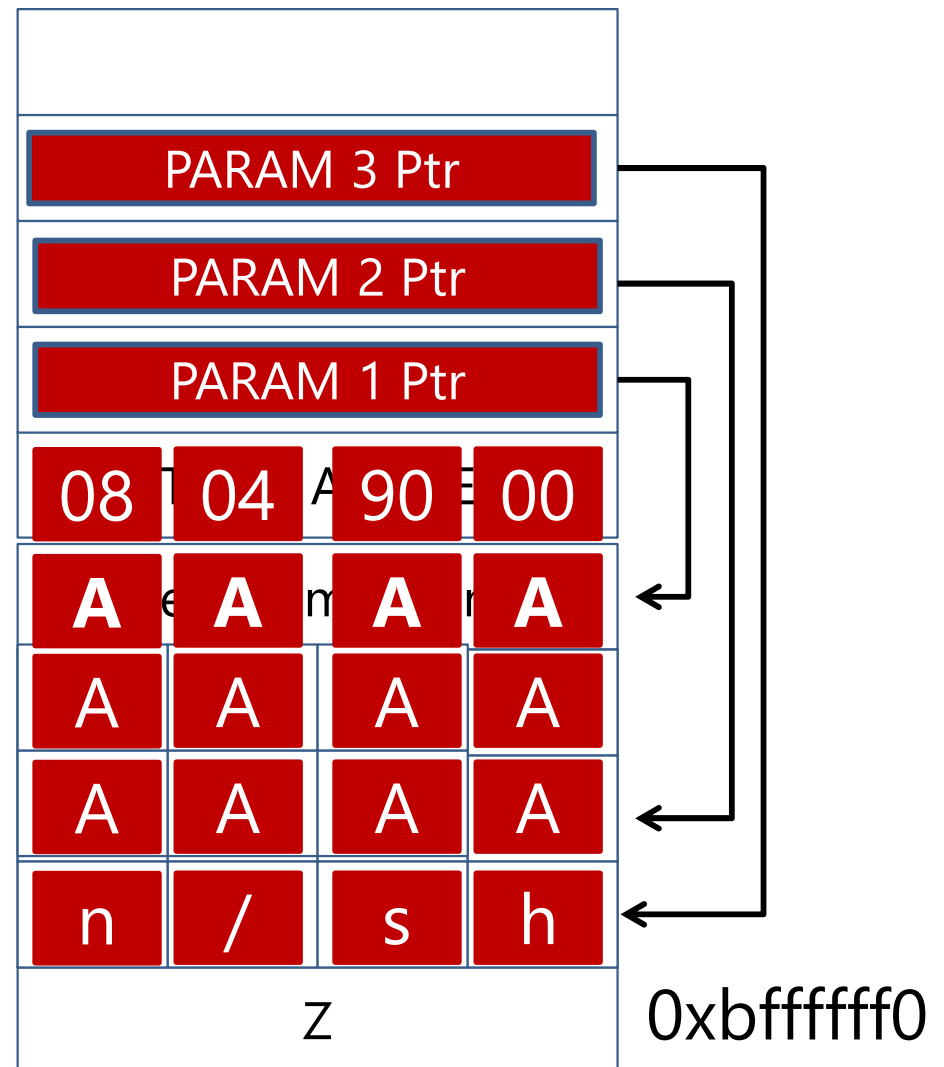 PARAM 3 Ptr
PARAM 2 Ptr
PARAM 1 Ptr
08 04 90 00
A A A A
A A A A
A A A A
n / s h
Z
0xbffffff0